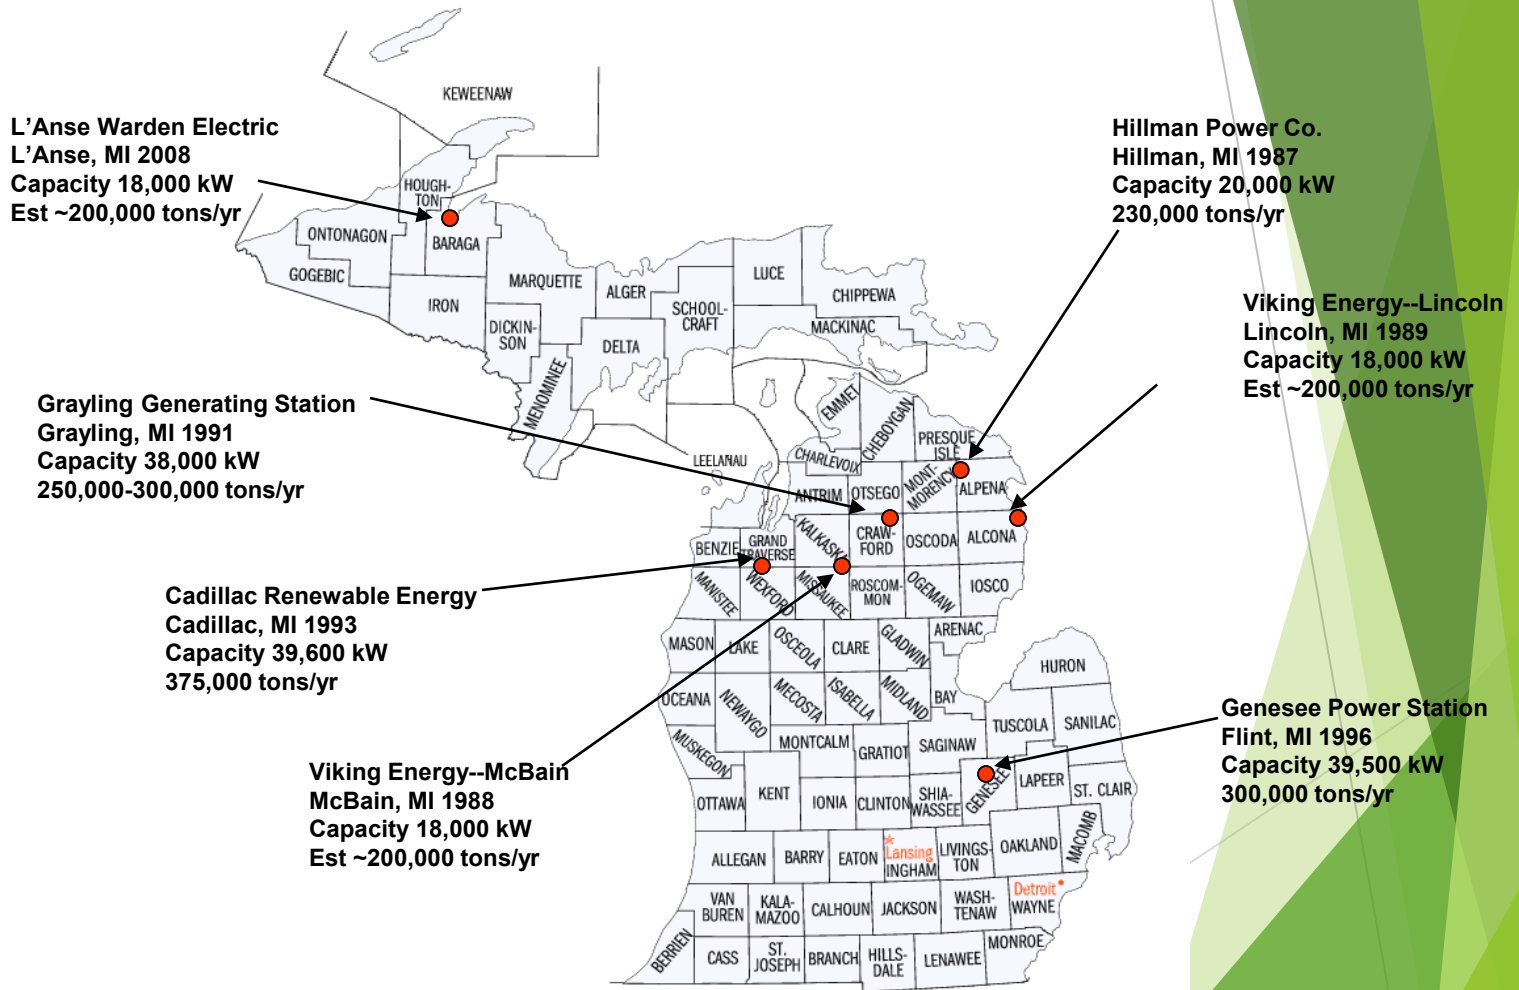 L'Anse Warden Electric
L'Anse, MI 2008
Capacity 18,000 kW
Est ~200,000 tons/yr
Grayling Generating Station
Grayling, MI 1991
Capacity 38,000 kW
250,000-300,000 tons/yr
Cadillac Renewable Energy
Cadillac, MI 1993
Capacity 39,600 kW
375,000 tons/yr
Viking Energy--McBain
McBain, MI 1988
Capacity 18,000 kW
Est ~200,000 tons/yr
Hillman Power Co.
Hillman, MI 1987
Capacity 20,000 kW
230,000 tons/yr
Viking Energy--Lincoln
Lincoln, MI 1989
Capacity 18,000 kW
Est ~200,000 tons/yr
Genesee Power Station
Flint, MI 1996
Capacity 39,500 kW
300,000 tons/yr
KEWEENAW
HOUGH-
TON
ONTONAGON
BARAGA
GOGEBIC
MARQUETTE
ALGER
LUCE
CHIPPEWA
IRON
SCHOOL-
CRAFT
MACKINAC
DICKIN-
SON
DELTA
MENOMINEE
EMMET
CHEBOYGAN
PRESQUE
ISLE
LEELANAU
CHARLEVOIX
ANTRIM
OTSEGO
MONT-
MORENCY
ALPENA
BENZIE
GRAND
TRAVERSE
KALKASKA
CRAW-
FORD
OSCODA
ALCONA
MANISTEE
WEXFORD
MISSAUKEE
ROSCOM-
MON
OGEMAW
IOSCO
MASON
LAKE
OSCEOLA
CLARE
GLADWIN
ARENAC
HURON
OCEANA
NEWAYGO
MECOSTA
ISABELLA
MIDLAND
BAY
TUSCOLA
SANILAC
MUSKEGON
MONTCALM
GRATIOT
SAGINAW
GENESEE
LAPEER
ST. CLAIR
OTTAWA
KENT
IONIA
CLINTON
SHIA-
WASSEE
MACOMB
ALLEGAN
BARRY
EATON
*
Lansing
INGHAM
LIVINGS-
TON
OAKLAND
VAN
BUREN
KALA-
MAZOO
CALHOUN
JACKSON
WASH-
TENAW
Detroit
WAYNE
BERRIEN
CASS
ST.
JOSEPH
BRANCH
HILLS-
DALE
LENAWEE
MONROE